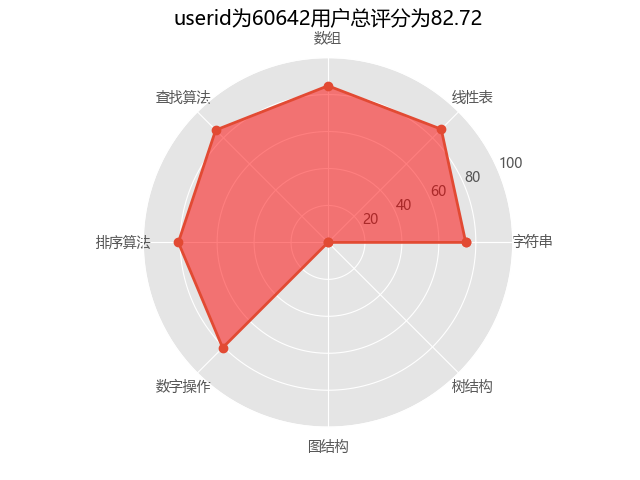 userid为60642用户总评分为82.72
数组
查找算法
线性表
100
80
60
40
20
排序算法
字符串
数字操作
树结构
图结构